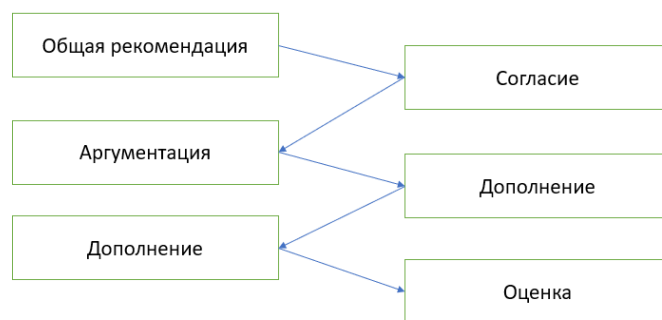 Общая рекомендация
Согласие
Аргументация
Дополнение
Дополнение
Оценка